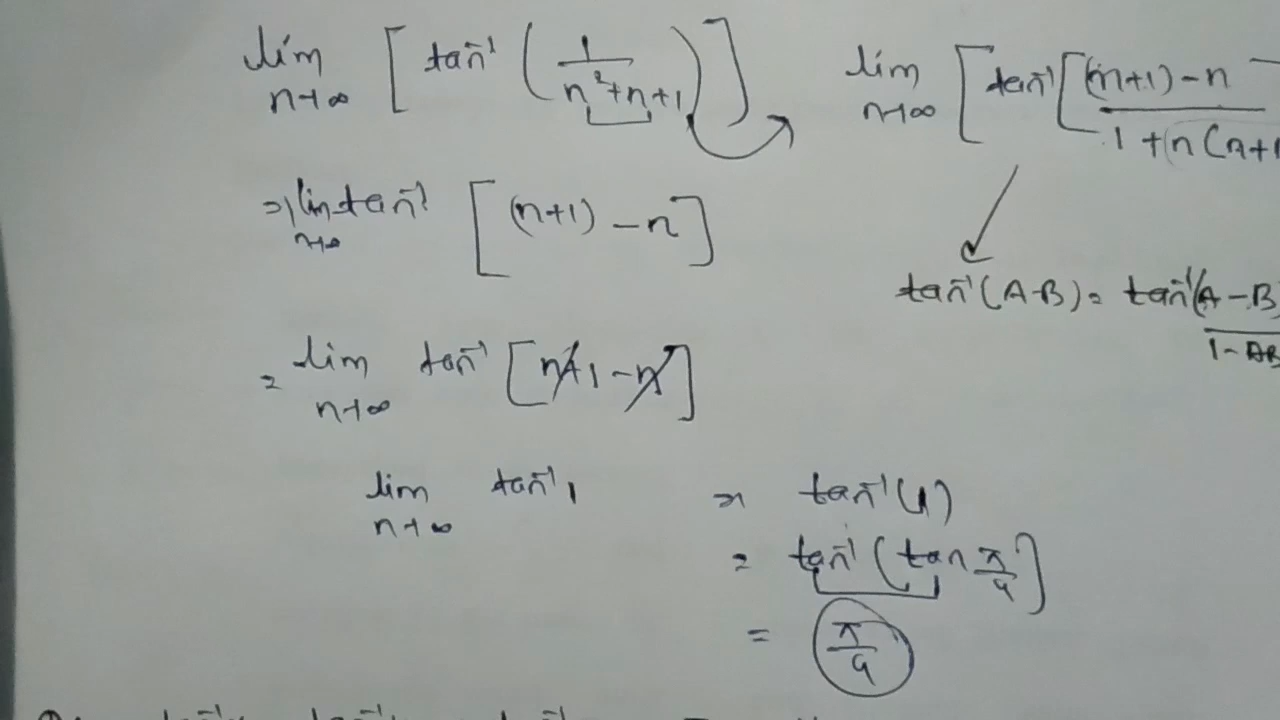 lim n→∞ [ tan⁻¹ ( 1 / n²+n+1 ) ] lim n→∞ [ tan⁻¹ [ (n+1) - n / 1 + n(n+1
⇒ lim n→∞ tan⁻¹ [ (n+1) - n ]
tan⁻¹(A-B) = tan⁻¹(A - B / 1 - AB
= lim n→∞ tan⁻¹ [ n+1 - n ]
lim n→∞ tan⁻¹ 1 ⇒ tan⁻¹(1)
= tan⁻¹ ( tan π/4 ]
= π/4